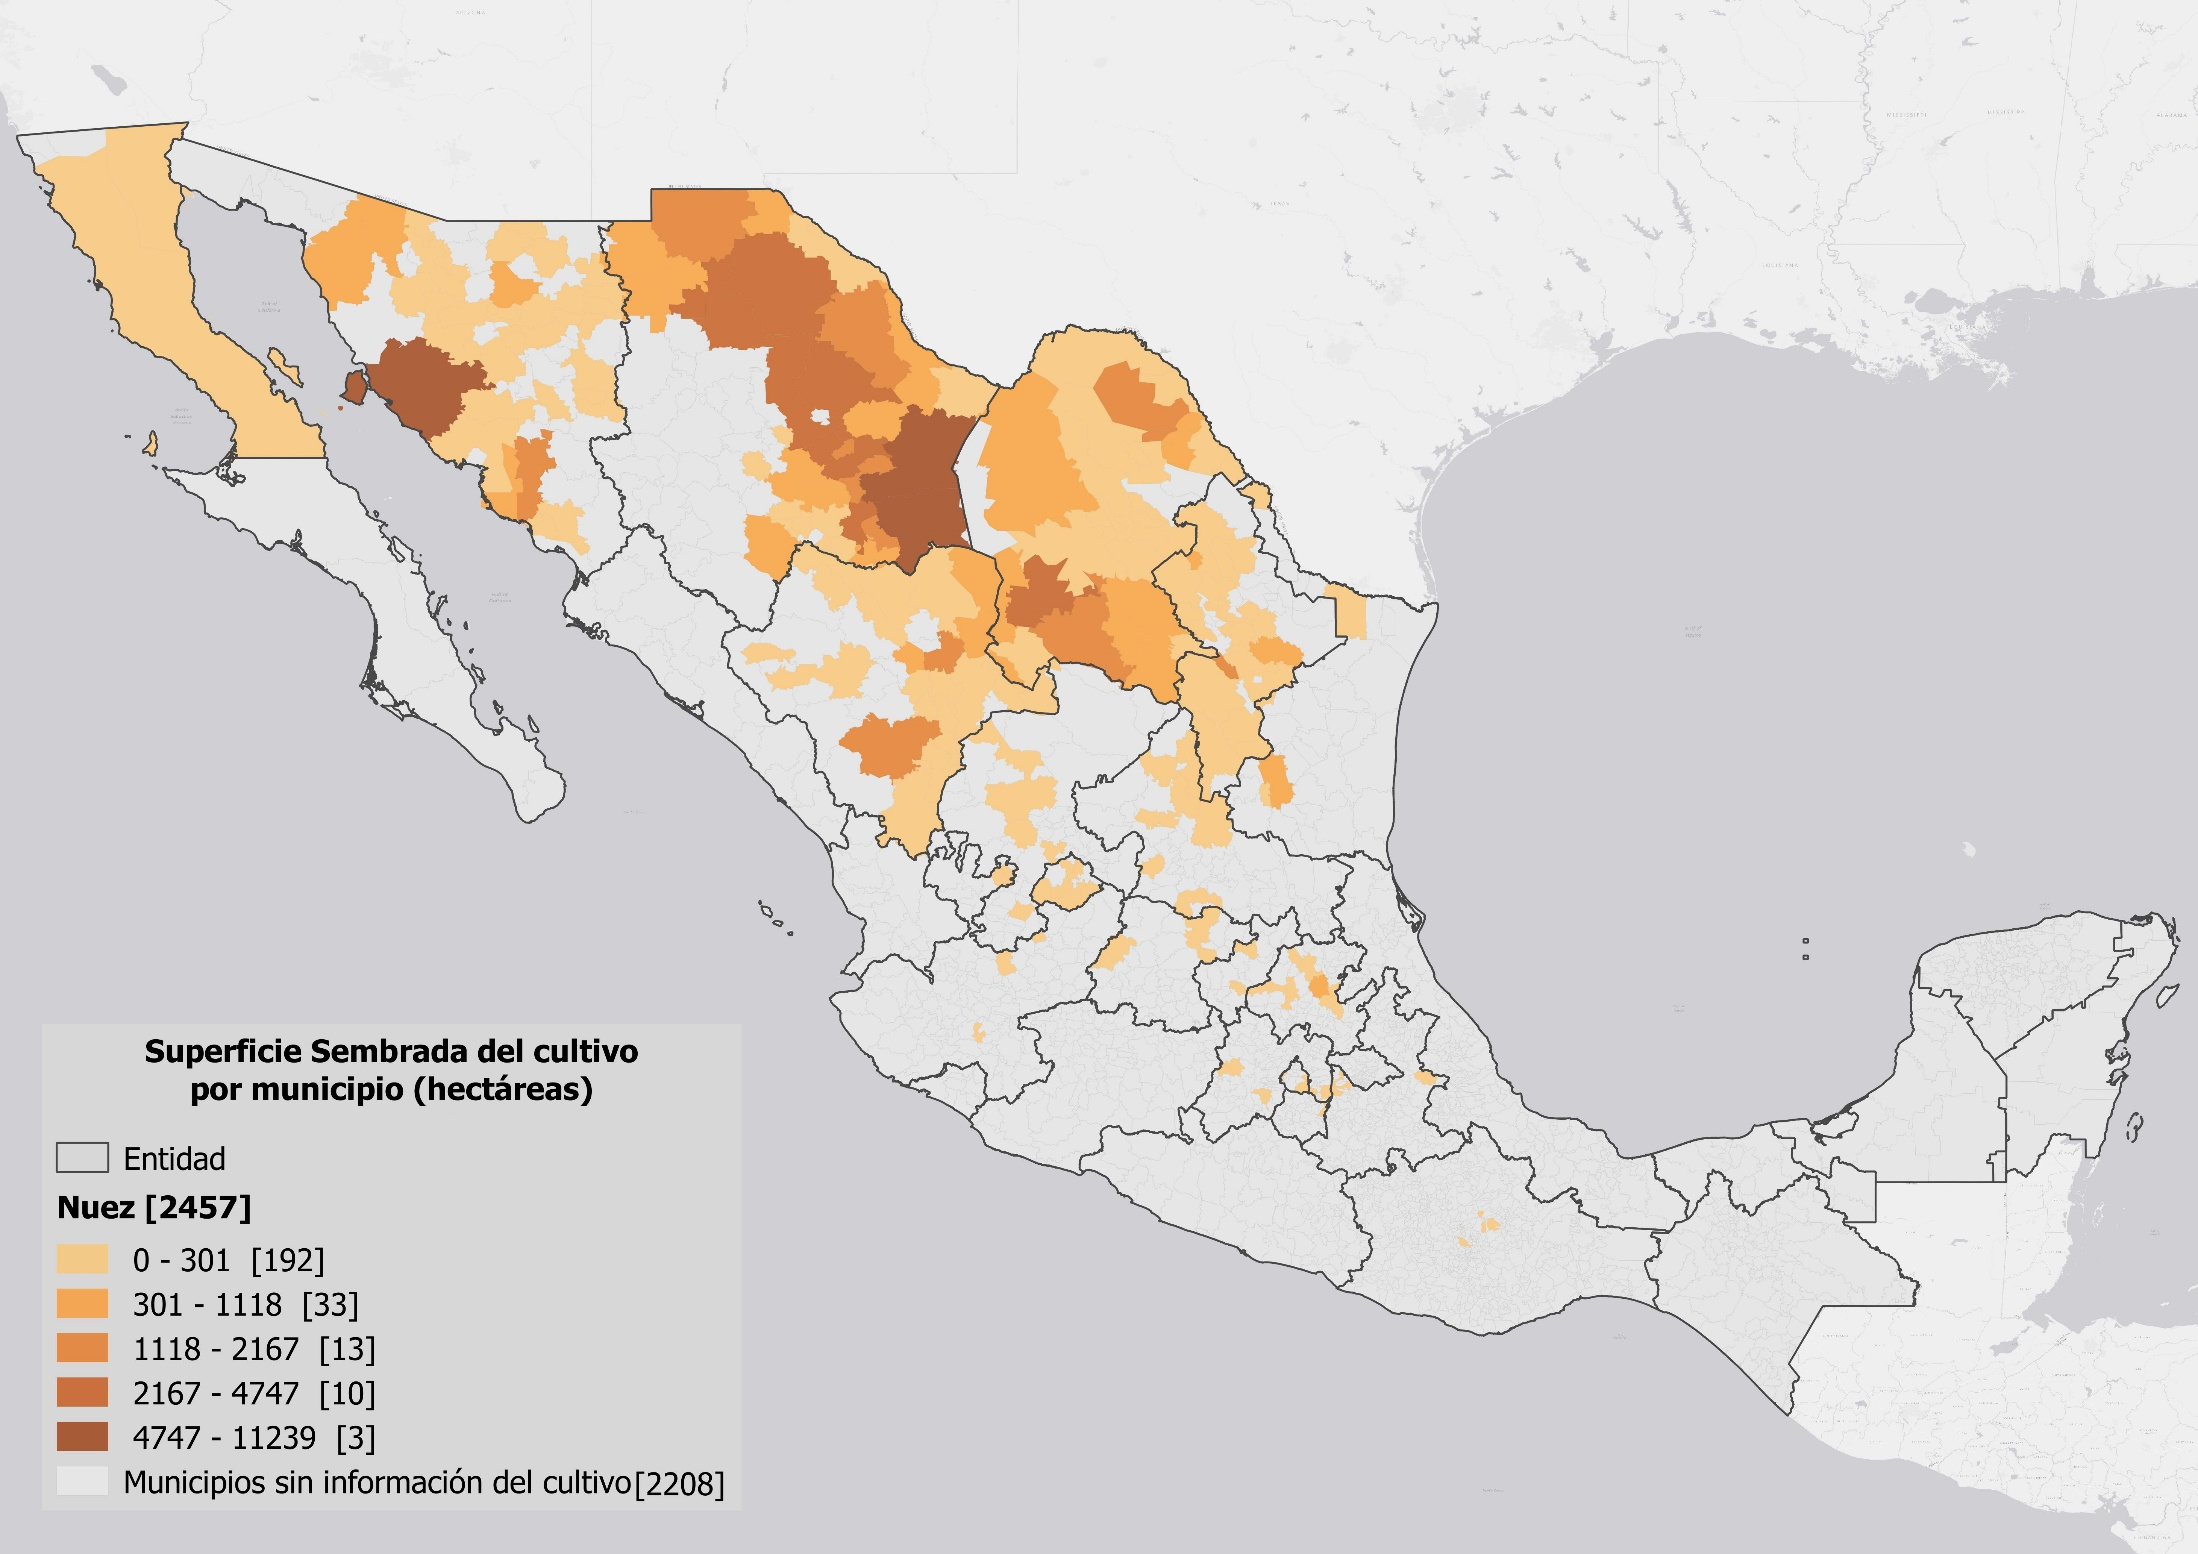 Superficie Sembrada del cultivo
por municipio (hectáreas)
Entidad
Nuez [2457]
0 - 301 [192]
301 - 1118 [33]
1118 - 2167 [13]
2167 - 4747 [10]
4747 - 11239 [3]
Municipios sin información del cultivo[2208]